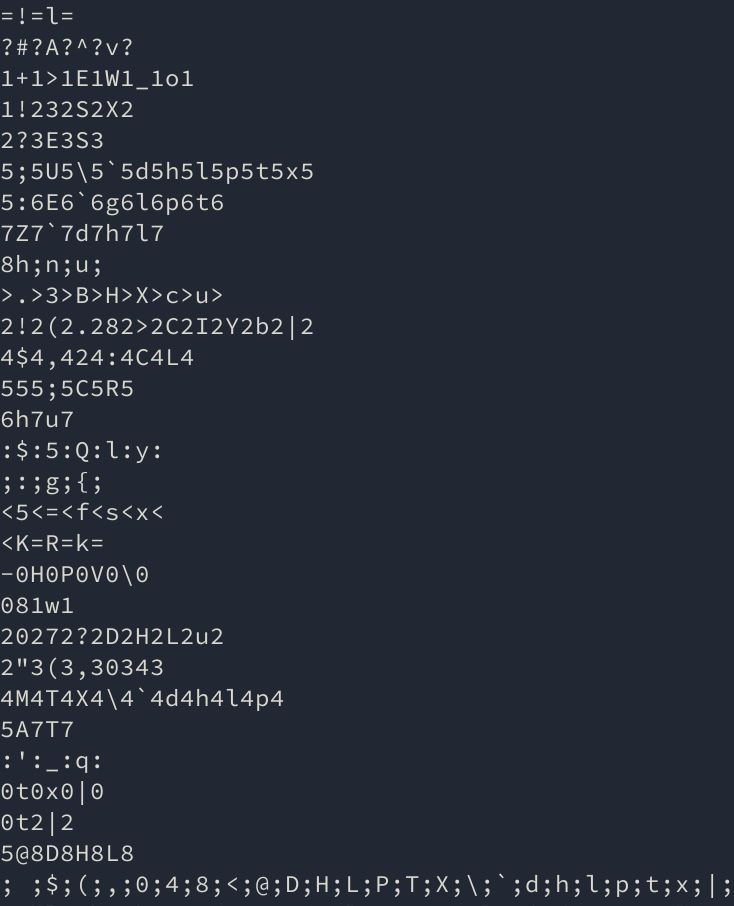 =!=l=
?#?A?^?v?
1+1>1E1W1_1o1
1!232S2X2
2?3E3S3
5;5U5\5`5d5h5l5p5t5x5
5:6E6`6g6l6p6t6
7Z7`7d7h7l7
8h;n;u;
>.>3>B>H>X>c>u>
2!2(2.282>2C2I2Y2b2|2
4$4,424:4C4L4
555;5C5R5
6h7u7
:$:5:Q:l:y:
;:;g;{;
<5<=<f<s<x<
<K=R=k=
-0H0P0V0\0
081w1
20272?2D2H2L2u2
2"3(3,30343
4M4T4X4\4`4d4h4l4p4
5A7T7
:':_:q:
0t0x0|0
0t2|2
5@8D8H8L8
; ;$;(;,;0;4;8;<;@;D;H;L;P;T;X;\;`;d;h;l;p;t;x;|;